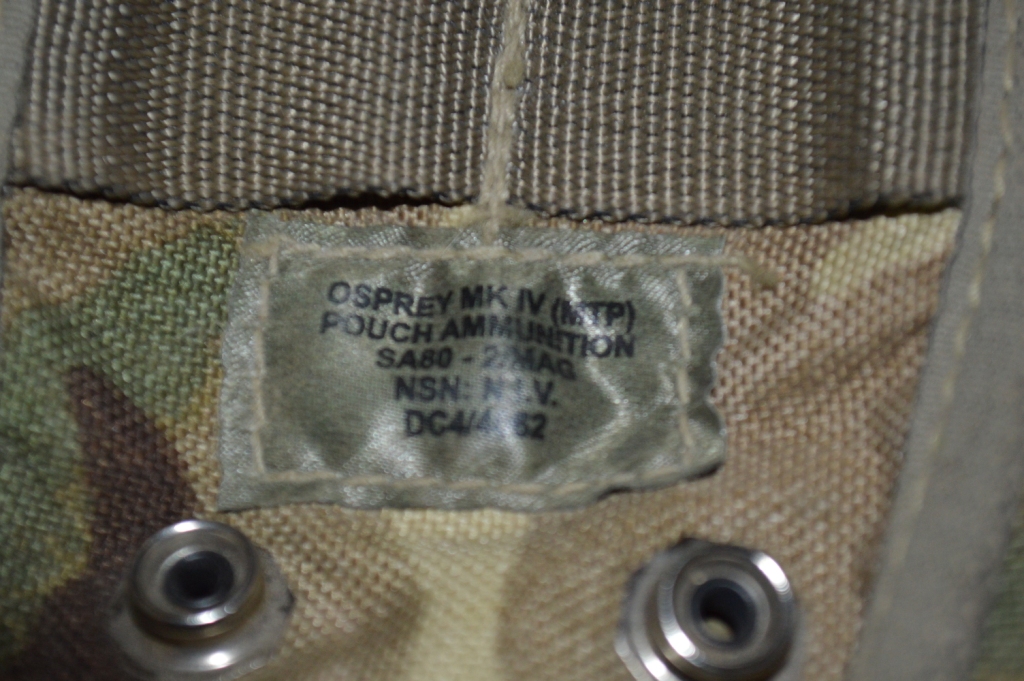 OSPREY MK IV (MTP)
POUCH AMMUNITION
SA80 - 2 MAG
NSN: N.I.V.